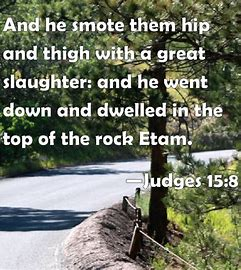 And he smote them hip
and thigh with a great
slaughter: and he went
down and dwelled in the
top of the rock Etam.
—Judges 15:8